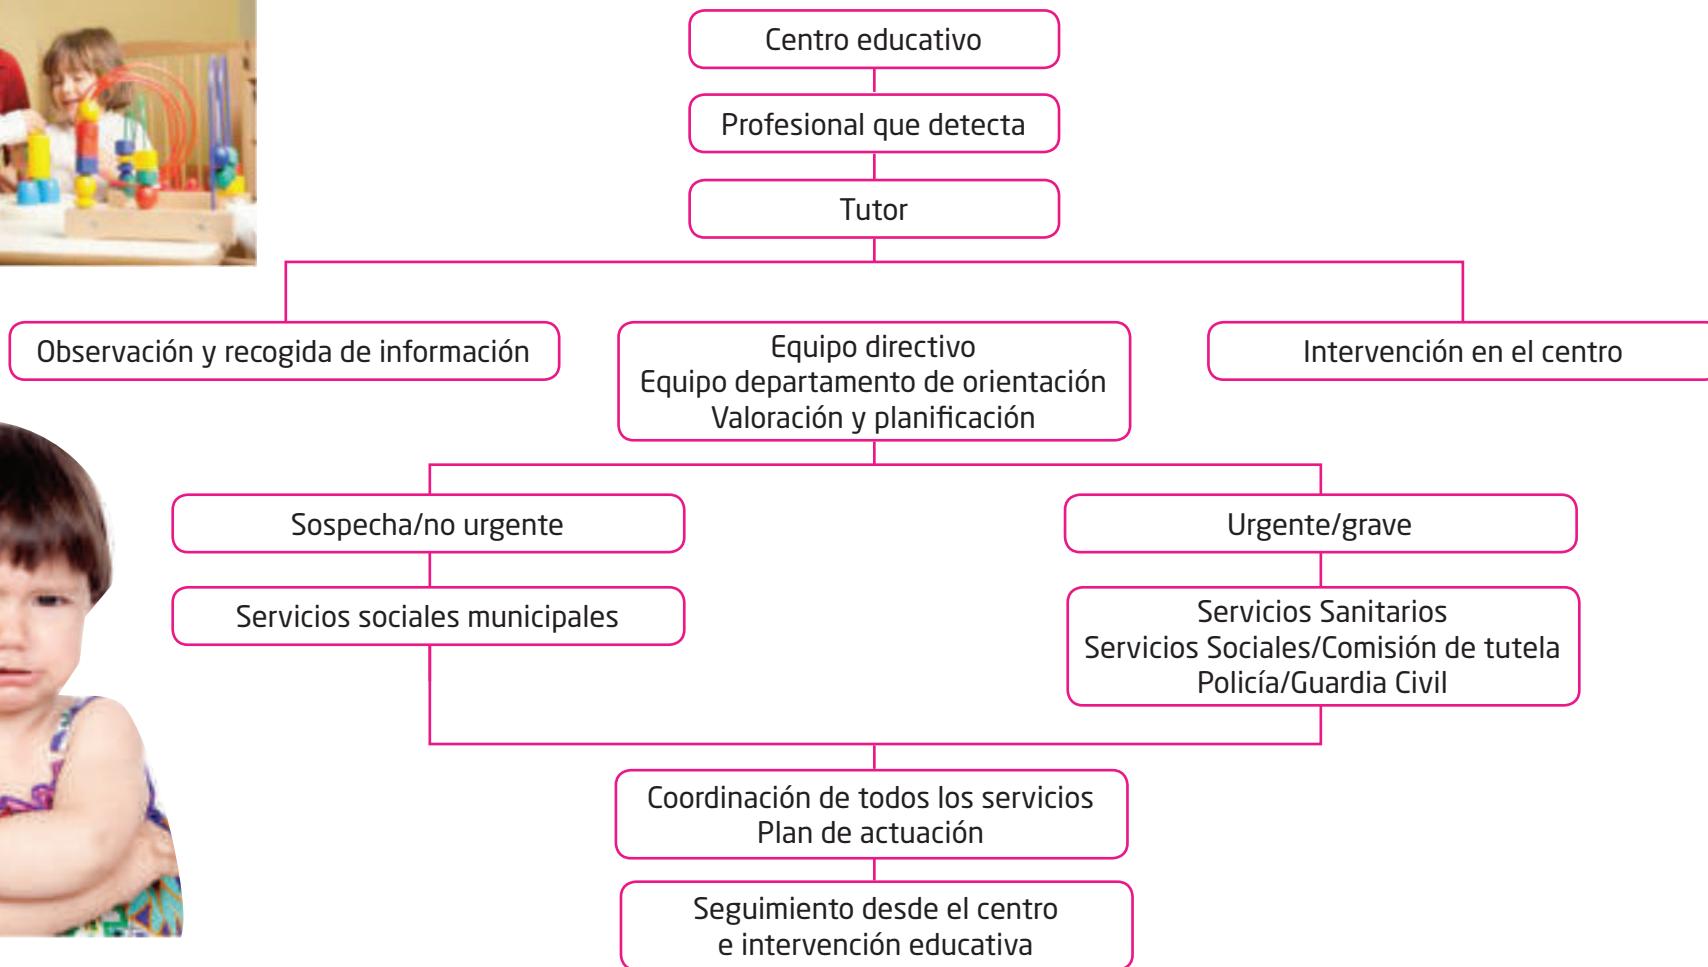 Centro educativo
Profesional que detecta
Tutor
Observación y recogida de información
Equipo directivo
Equipo departamento de orientación
Valoración y planificación
Intervención en el centro
Sospecha/no urgente
Urgente/grave
Servicios sociales municipales
Servicios Sanitarios
Servicios Sociales/Comisión de tutela
Policía/Guardia Civil
Coordinación de todos los servicios
Plan de actuación
Seguimiento desde el centro
e intervención educativa